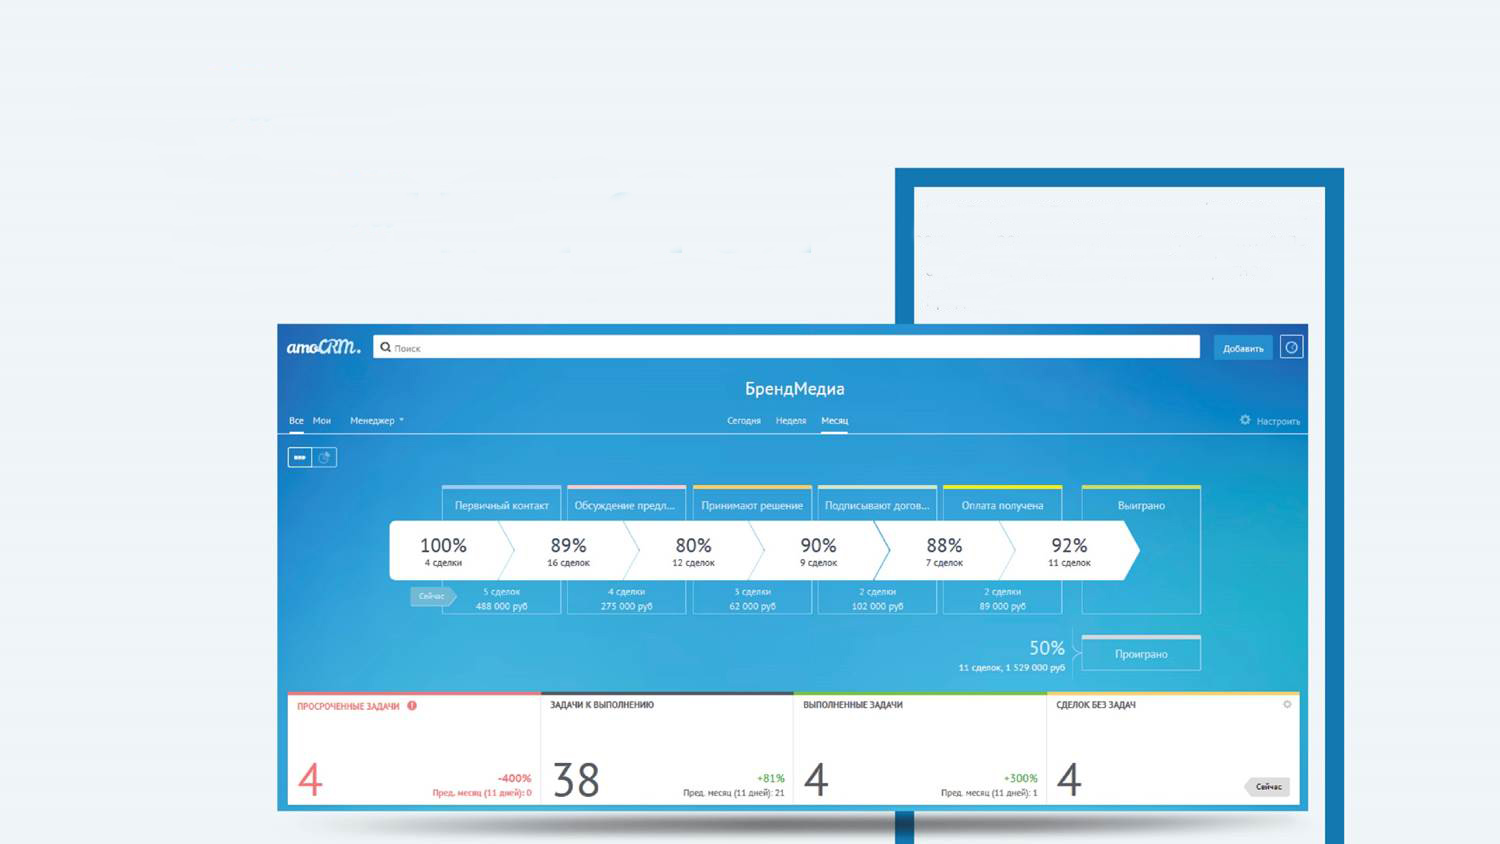 amoCRM.
Поиск
Добавить
БрендМедиа
Все Мои Менеджер
Сегодня Неделя Месяц
Настроить
Первичный контакт
Обсуждение предл...
Принимают решение
Подписывают догов...
Оплата получена
Выиграно
100%
4 сделки
89%
16 сделок
80%
12 сделок
90%
9 сделок
88%
7 сделок
92%
11 сделок
Сейчас
5 сделок
488 000 руб
4 сделки
275 000 руб
3 сделки
62 000 руб
2 сделки
102 000 руб
2 сделки
89 000 руб
50%
11 сделок, 1 529 000 руб
Проиграно
ПРОСРОЧЕННЫЕ ЗАДАЧИ
4
-400%
Пред. месяц (11 дней): 0
ЗАДАЧИ К ВЫПОЛНЕНИЮ
38
+81%
Пред. месяц (11 дней): 21
ВЫПОЛНЕННЫЕ ЗАДАЧИ
4
+300%
Пред. месяц (11 дней): 1
СДЕЛОК БЕЗ ЗАДАЧ
4
Сейчас